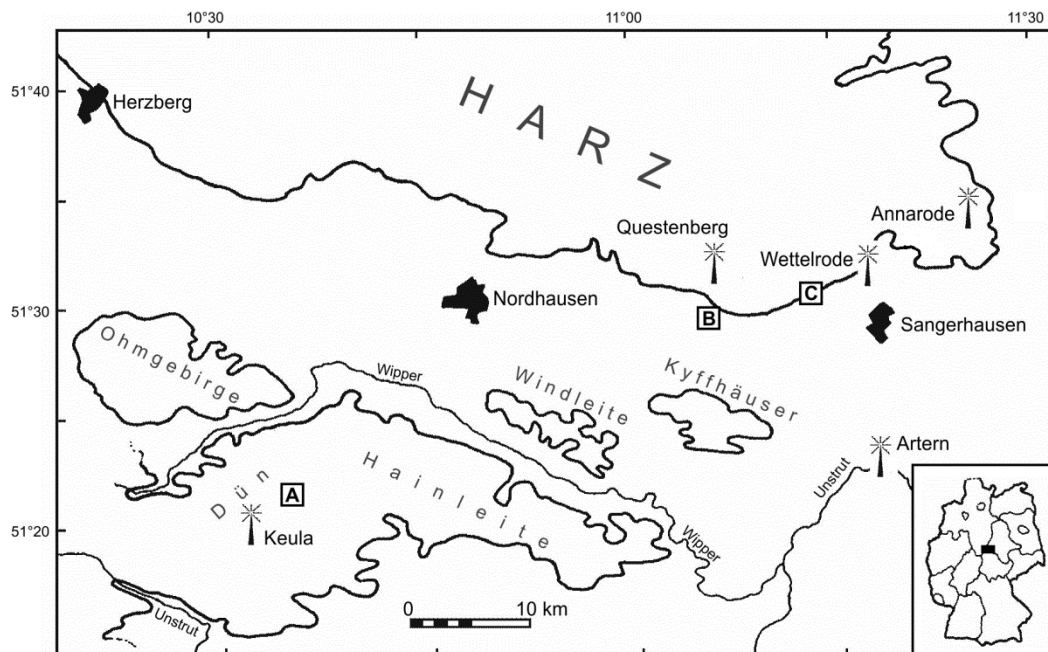 10°30
11°00
11°30
51°40
Herzberg
HARZ
Annarode
Questenberg
Wettelrode
C
51°30
Nordhausen
B
Sangerhausen
Ohmgebirge
Wipper
Windleite
Kyffhäuser
Artern
Unstrut
Hainleite
Dün
A
51°20
Keula
Wipper
Unstrut
0 10 km